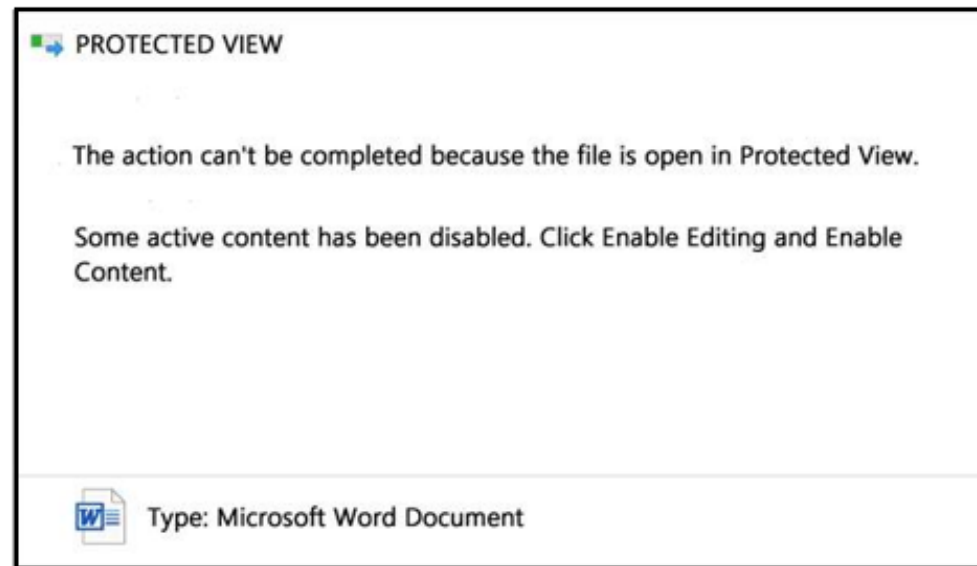 PROTECTED VIEW
The action can't be completed because the file is open in Protected View.
Some active content has been disabled. Click Enable Editing and Enable
Content.
W
Type: Microsoft Word Document